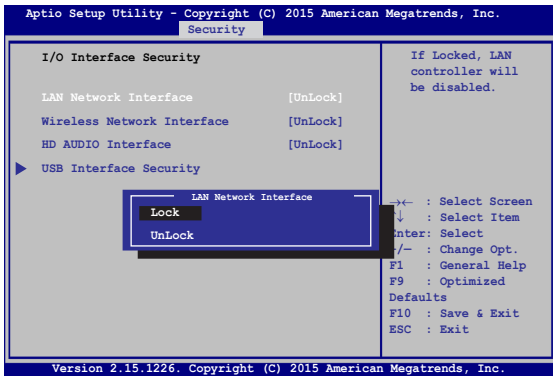 Aptio Setup Utility - Copyright (C) 2015 American Megatrends, Inc.
Security
I/O Interface Security
LAN Network Interface [UnLock]
Wireless Network Interface [UnLock]
HD AUDIO Interface [UnLock]
USB Interface Security
If Locked, LAN
controller will
be disabled.
LAN Network Interface
Lock
UnLock
→← : Select Screen
↓ : Select Item
nter: Select
/— : Change Opt.
F1 : General Help
F9 : Optimized
Defaults
F10 : Save & Exit
ESC : Exit
Version 2.15.1226. Copyright (C) 2015 American Megatrends, Inc.